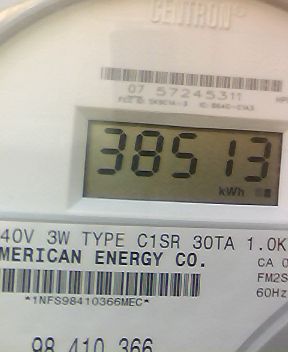 CENTRON®
07 57245311
38513
kWh
40V 3W TYPE C1SR 30TA 1.0K
MERICAN ENERGY CO.
CA 0
FM2S
60Hz
*1NFS98410366MEC*
98 410 366